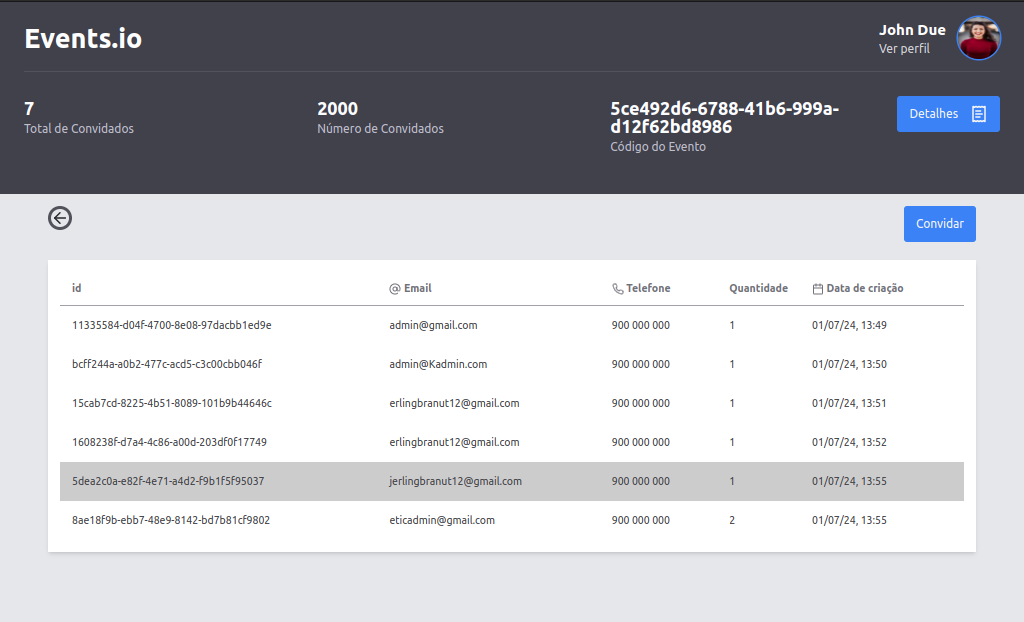 Events.io
John Due
Ver perfil
7
Total de Convidados
2000
Número de Convidados
5ce492d6-6788-41b6-999a-
d12f62bd8986
Código do Evento
Detalhes
Convidar
id @ Email Telefone Quantidade Data de criação
11335584-d04f-4700-8e08-97dacbb1ed9e admin@gmail.com 900 000 000 1 01/07/24, 13:49
bcff244a-a0b2-477c-acd5-c3c00cbb046f admin@Kadmin.com 900 000 000 1 01/07/24, 13:50
15cab7cd-8225-4b51-8089-101b9b44646c erlingbranut12@gmail.com 900 000 000 1 01/07/24, 13:51
1608238f-d7a4-4c86-a00d-203df0f17749 erlingbranut12@gmail.com 900 000 000 1 01/07/24, 13:52
5dea2c0a-e82f-4e71-a4d2-f9b1f5f95037 jerlingbranut12@gmail.com 900 000 000 1 01/07/24, 13:55
8ae18f9b-ebb7-48e9-8142-bd7b81cf9802 eticadmin@gmail.com 900 000 000 2 01/07/24, 13:55